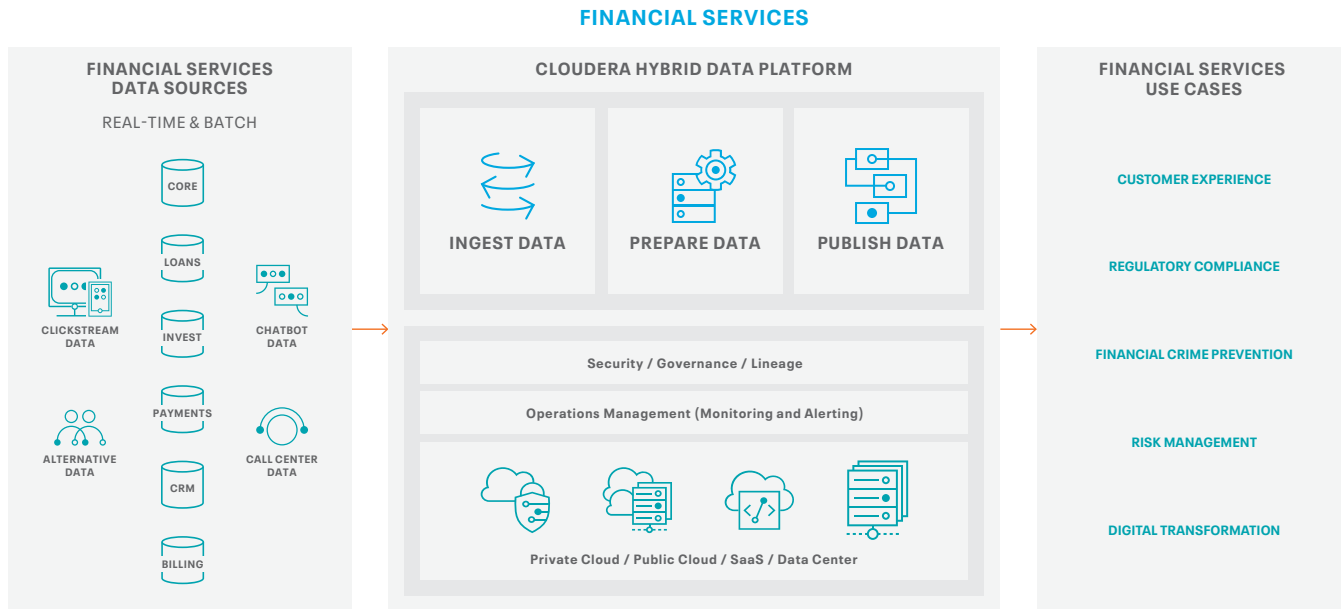 FINANCIAL SERVICES
FINANCIAL SERVICES
DATA SOURCES
REAL-TIME & BATCH
CORE
LOANS
CLICKSTREAM
DATA
INVEST
CHATBOT
DATA
PAYMENTS
ALTERNATIVE
DATA
CALL CENTER
DATA
CRM
BILLING
CLOUDERA HYBRID DATA PLATFORM
INGEST DATA
PREPARE DATA
PUBLISH DATA
Security / Governance / Lineage
Operations Management (Monitoring and Alerting)
Private Cloud / Public Cloud / SaaS / Data Center
FINANCIAL SERVICES
USE CASES
CUSTOMER EXPERIENCE
REGULATORY COMPLIANCE
FINANCIAL CRIME PREVENTION
RISK MANAGEMENT
DIGITAL TRANSFORMATION